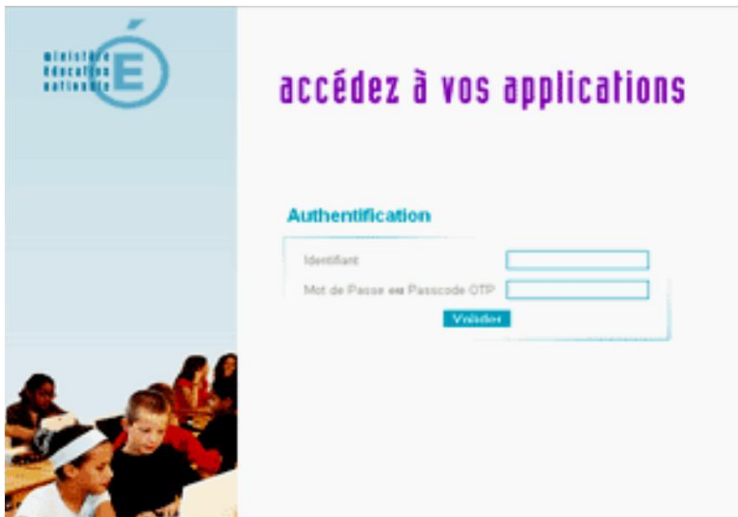 ministère
éducation
nationale
É
accédez à vos applications
Authentification
Identifiant
Mot de Passe ou Passcode OTP
Valider